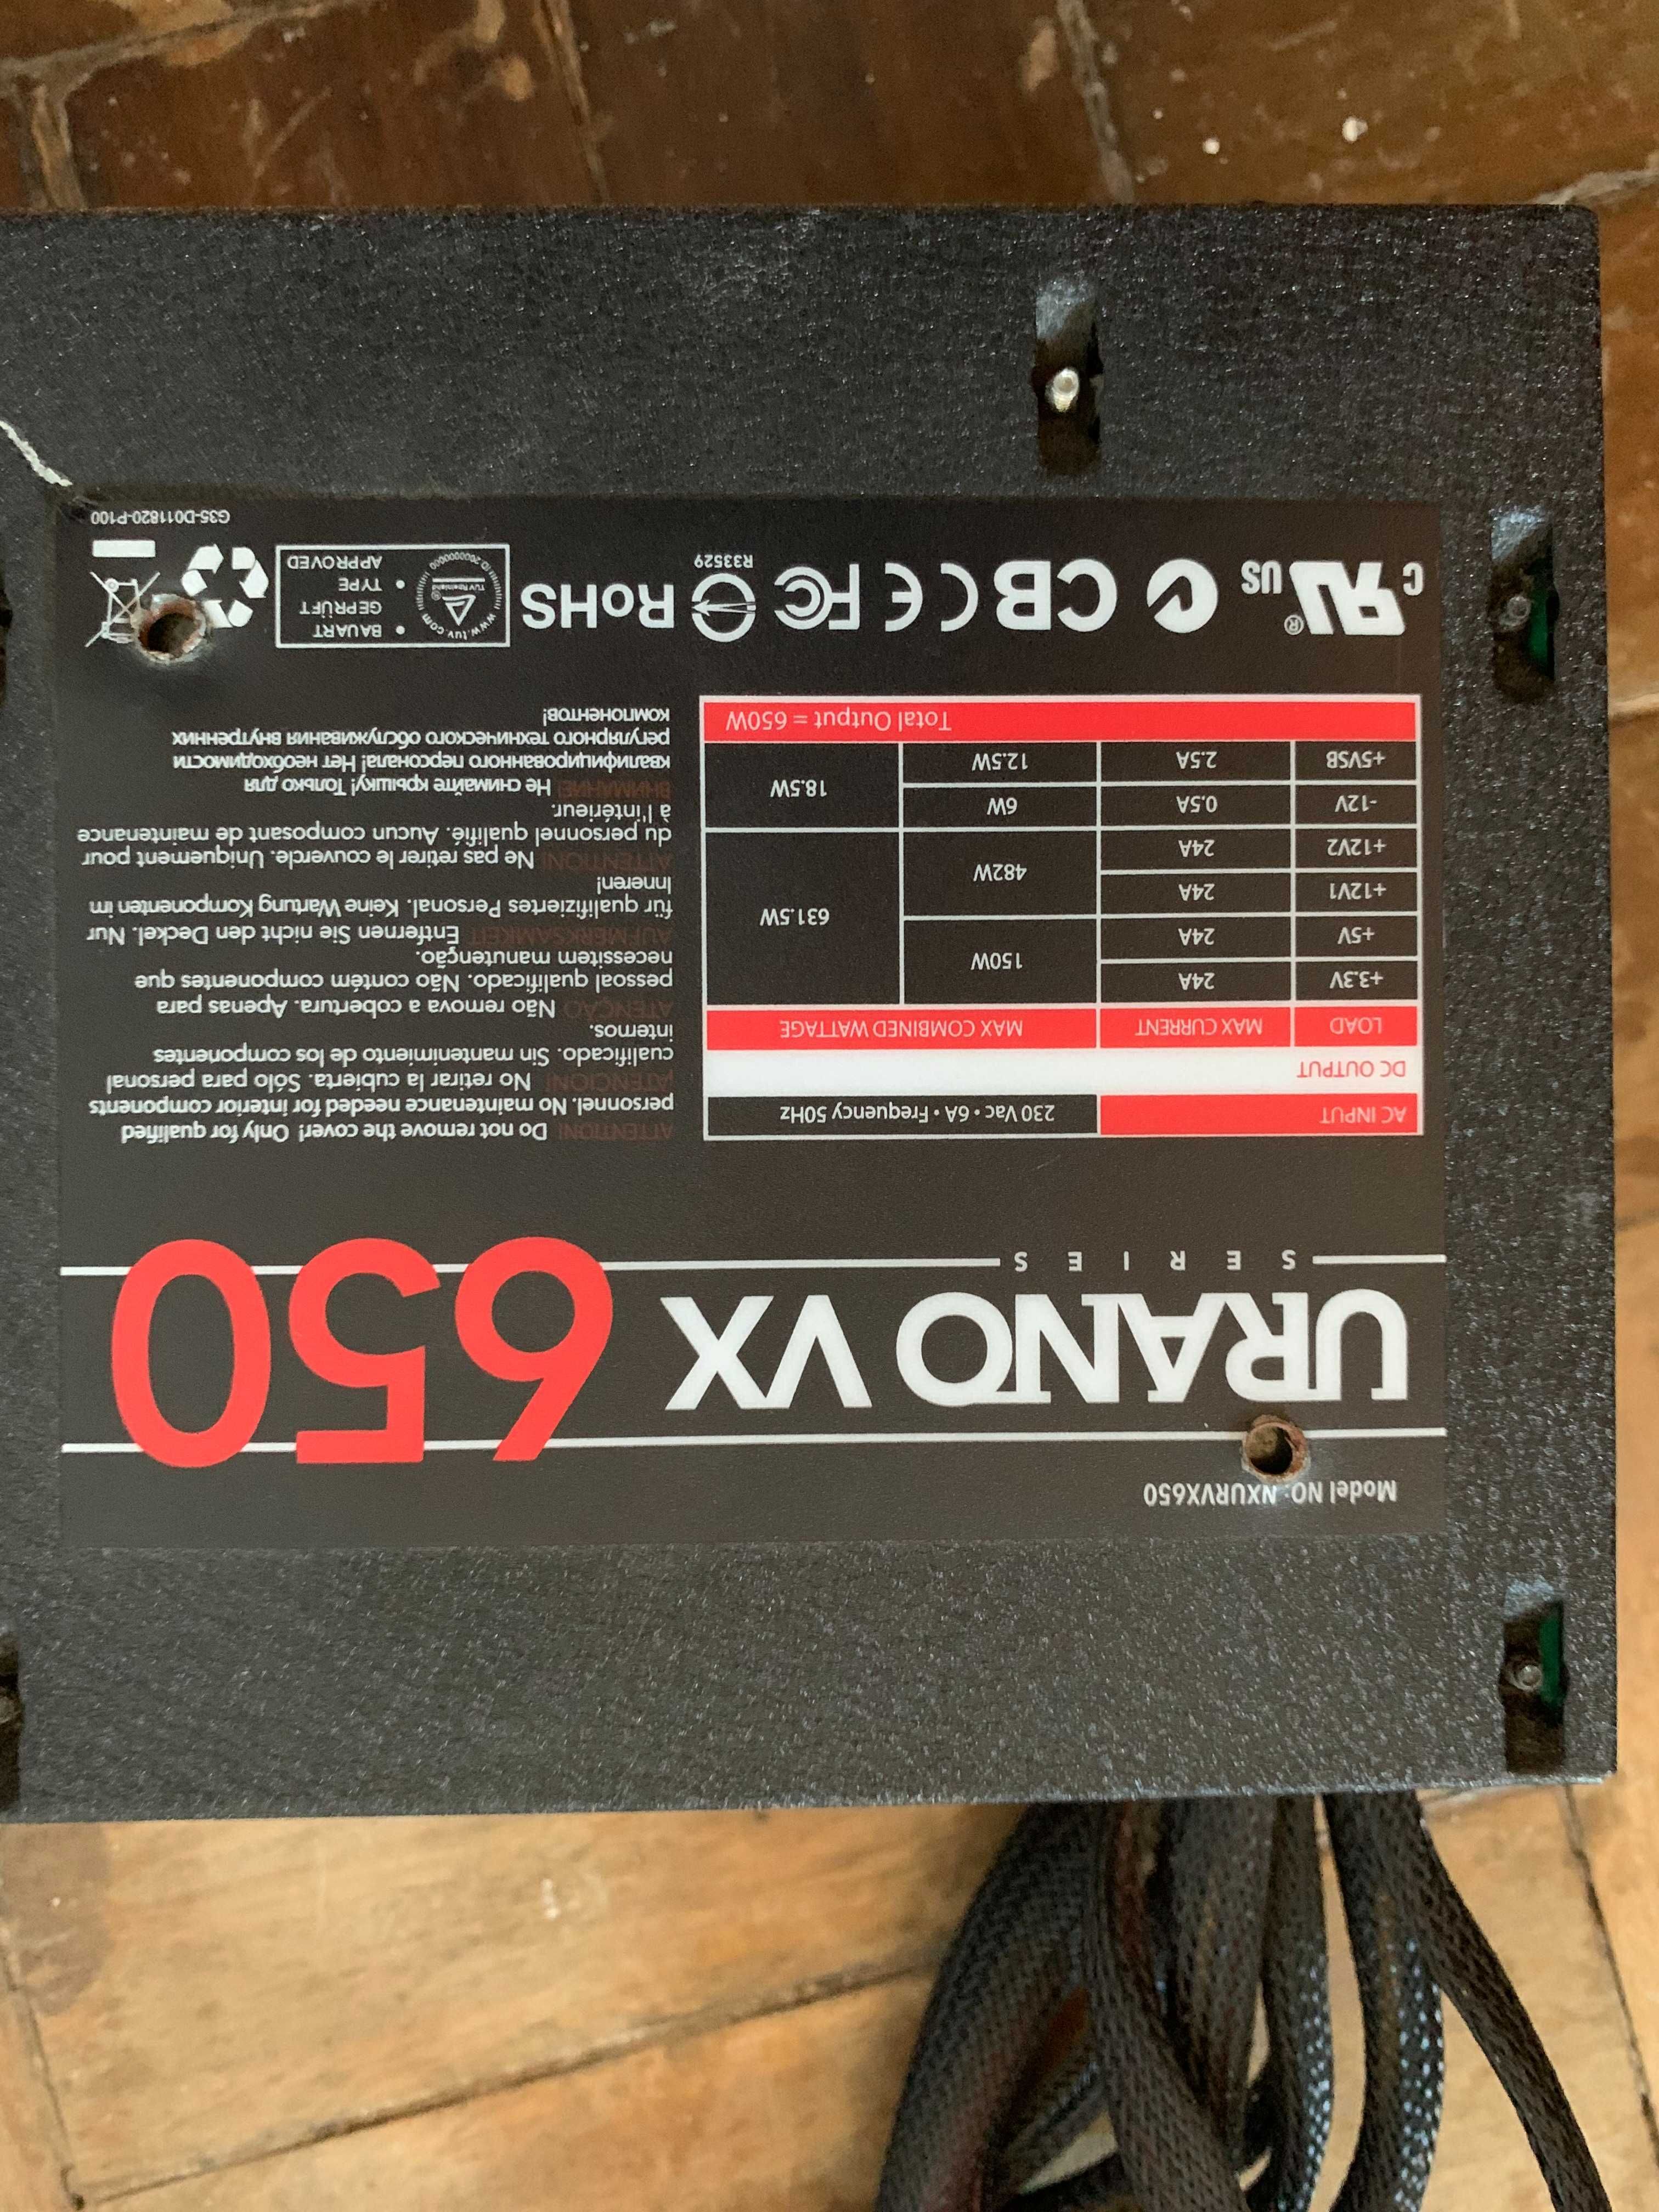 Model NO: NXURVX650
URANO VX 650
SERIES
AC INPUT 230 Vac • 6A • Frequency 50Hz
DC OUTPUT
LOAD MAX CURRENT MAX COMBINED WATTAGE
+3.3V 24A 150W 631.5W
+5V 24A
+12V1 24A 482W
+12V2 24A
-12V 0.5A 6W 18.5W
+5VSB 2.5A 12.5W
Total Output = 650W
ATTENTION! Do not remove the cover! Only for qualified
personnel. No maintenance needed for interior components
¡ATENCION! No retirar la cubierta. Sólo para personal
cualificado. Sin mantenimiento de los componentes
internos.
ATENÇÃO Não remova a cobertura. Apenas para
pessoal qualificado. Não contém componentes que
necessitem manutenção.
AUFMERKSAMKEIT Entfernen Sie nicht den Deckel. Nur
für qualifiziertes Personal. Keine Wartung Komponenten im
Inneren!
ATTENTION! Ne pas retirer le couvercle. Uniquement pour
du personnel qualifié. Aucun composant de maintenance
à l'intérieur.
ВНИМАНИЕ! Не снимайте крышку! Только для
квалифицированного персонала! Нет необходимости
регулярного технического обслуживания внутренних
компонентов!
c RU ® US CB CE FC R33529 RoHS
www.tuv.com
TÜVRheinland
ID 2000000000
• BAUART
GEPRÜFT
• TYPE
APPROVED
G35-D011820-P100